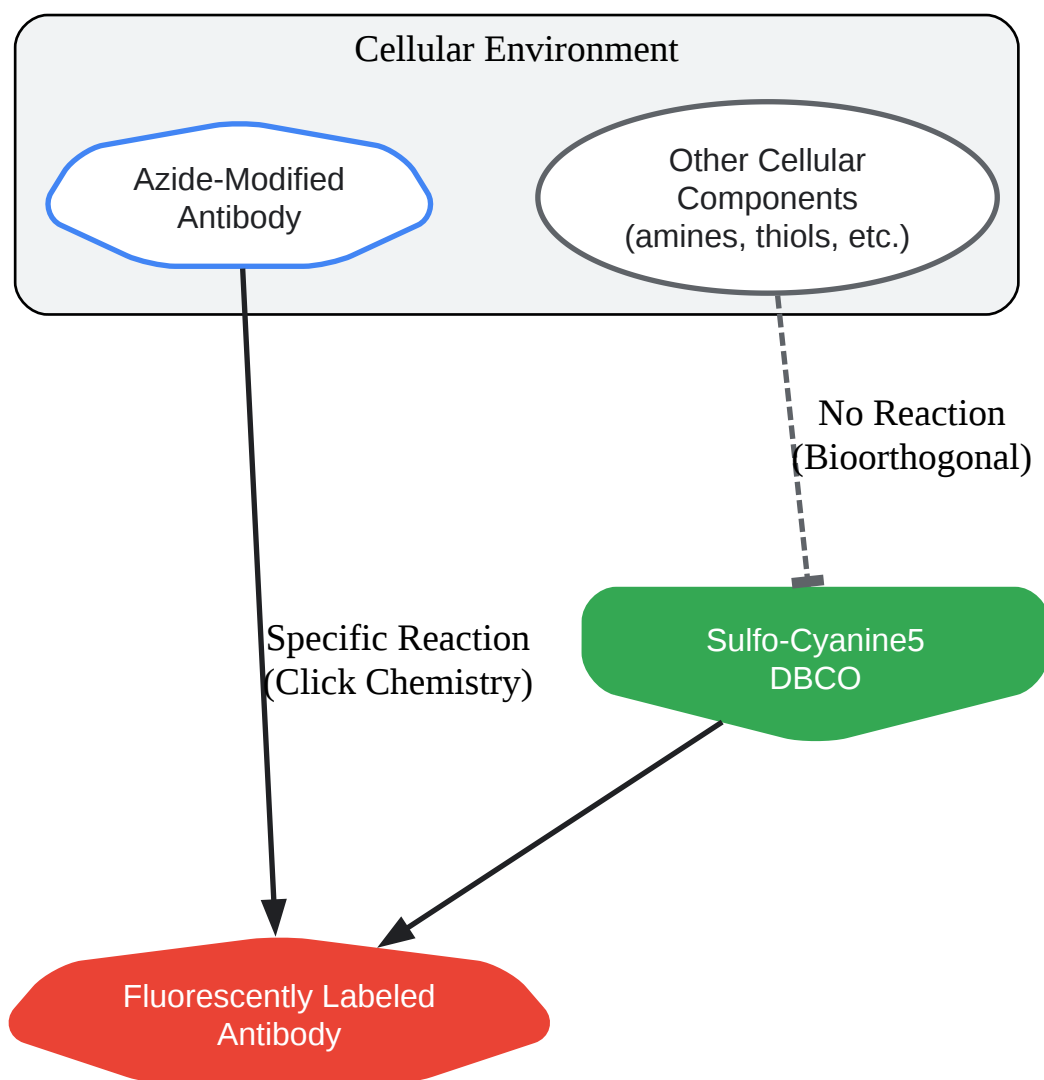 Cellular Environment
Azide-Modified
Antibody
Other Cellular
Components
(amines, thiols, etc.)
No Reaction
(Bioorthogonal)
Specific Reaction
(Click Chemistry)
Sulfo-Cyanine5
DBCO
Fluorescently Labeled
Antibody